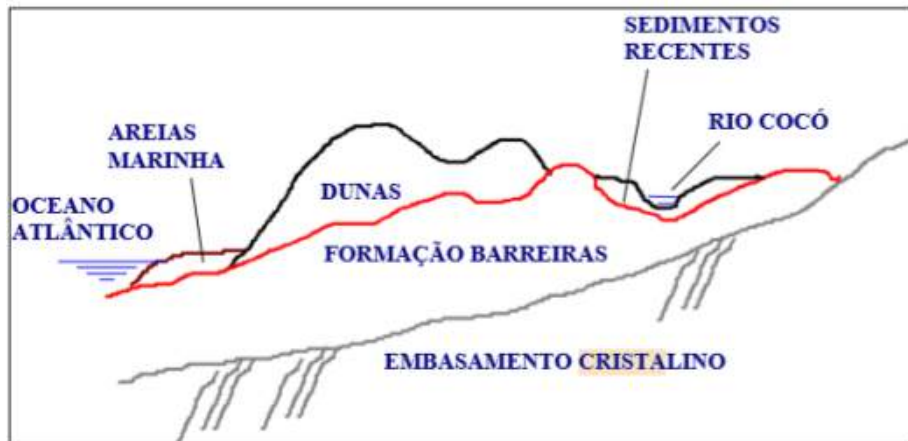 SEDIMENTOS
RECENTES
RIO COCÓ
AREIAS
MARINHA
DUNAS
OCEANO
ATLÂNTICO
FORMAÇÃO BARREIRAS
EMBASAMENTO CRISTALINO